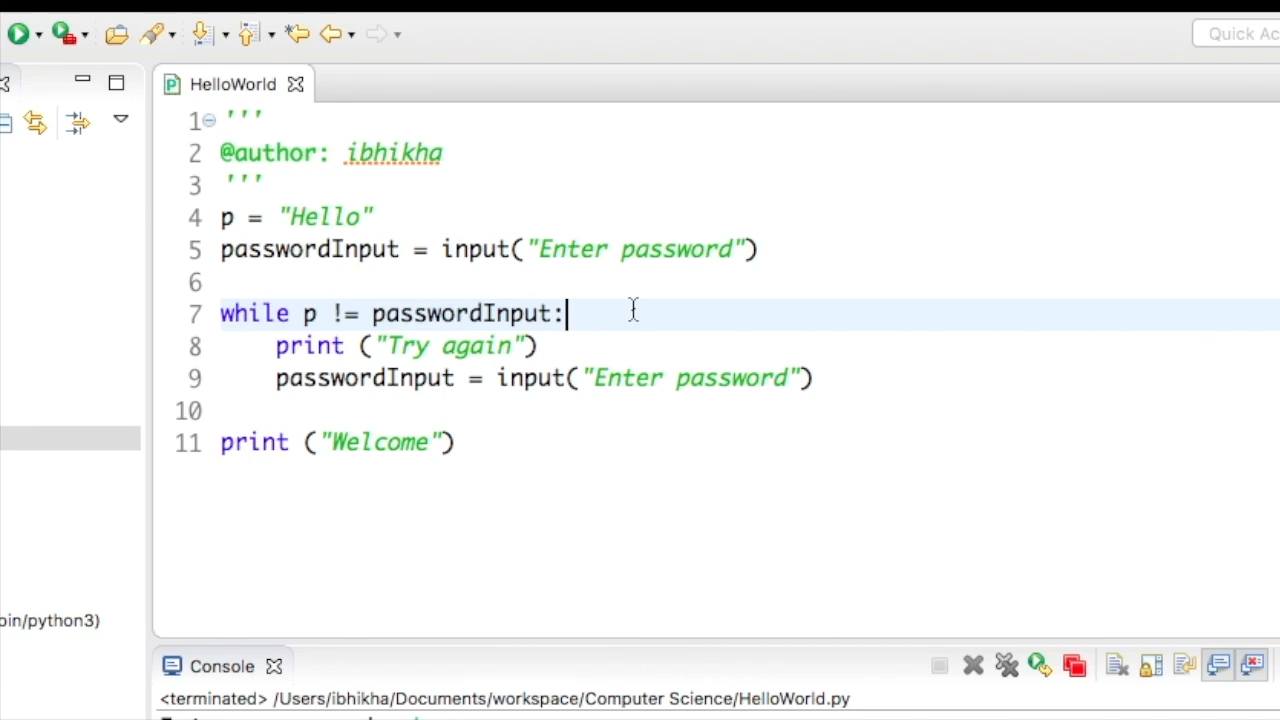 Quick Ac
HelloWorld
1 '''
2 @author: ibhikha
3 '''
4 p = "Hello"
5 passwordInput = input("Enter password")
6
7 while p != passwordInput:
8 print ("Try again")
9 passwordInput = input("Enter password")
10
11 print ("Welcome")
oin/python3)
Console
<terminated> /Users/ibhikha/Documents/workspace/Computer Science/HelloWorld.py